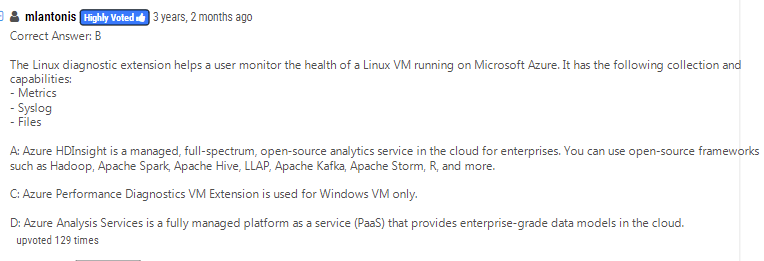 mlantonis Highly Voted 3 years, 2 months ago
Correct Answer: B
The Linux diagnostic extension helps a user monitor the health of a Linux VM running on Microsoft Azure. It has the following collection and
capabilities:
- Metrics
- Syslog
- Files
A: Azure HDInsight is a managed, full-spectrum, open-source analytics service in the cloud for enterprises. You can use open-source frameworks
such as Hadoop, Apache Spark, Apache Hive, LLAP, Apache Kafka, Apache Storm, R, and more.
C: Azure Performance Diagnostics VM Extension is used for Windows VM only.
D: Azure Analysis Services is a fully managed platform as a service (PaaS) that provides enterprise-grade data models in the cloud.
upvoted 129 times